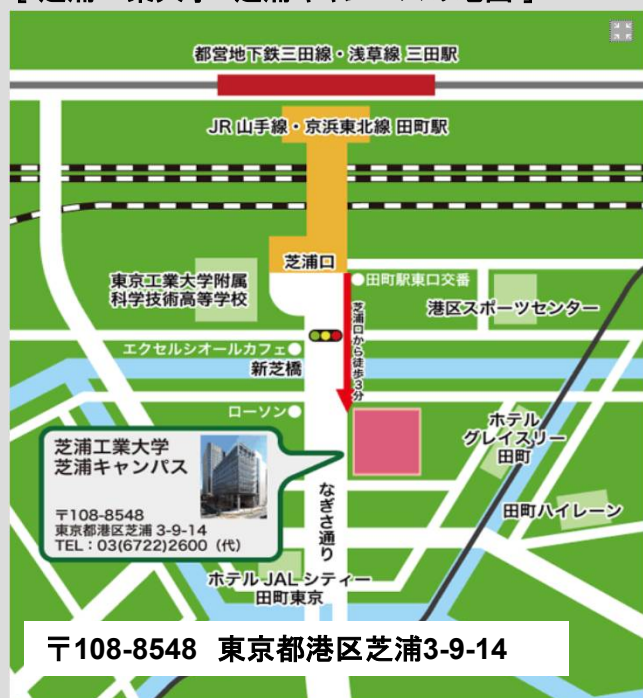 都営地下鉄三田線・浅草線 三田駅
JR 山手線・京浜東北線 田町駅
芝浦口
田町駅東口交番
東京工業大学附属
科学技術高等学校
港区スポーツセンター
芝浦口から徒歩3分
エクセルシオールカフェ
新芝橋
ローソン
ホテル
グレイスリー
田町
芝浦工業大学
芝浦キャンパス
〒108-8548
東京都港区芝浦 3-9-14
TEL:03(6722)2600(代)
なぎさ通り
田町ハイレーン
ホテル JAL シティー
田町東京
〒108-8548 東京都港区芝浦3-9-14